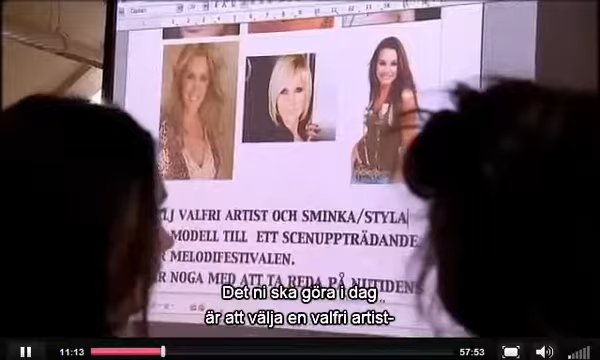 LJ VALFRI ARTIST OCH SMINKA/STYLA
MODELL TILL ETT SCENUPPTRÄDANDE
MELODIFESTIVALEN.
R NOGA MED ATT TA REDA PÅ NUTIDENS
Det ni ska göra i dag
är att välja en valfri artist-
11:13
57:53